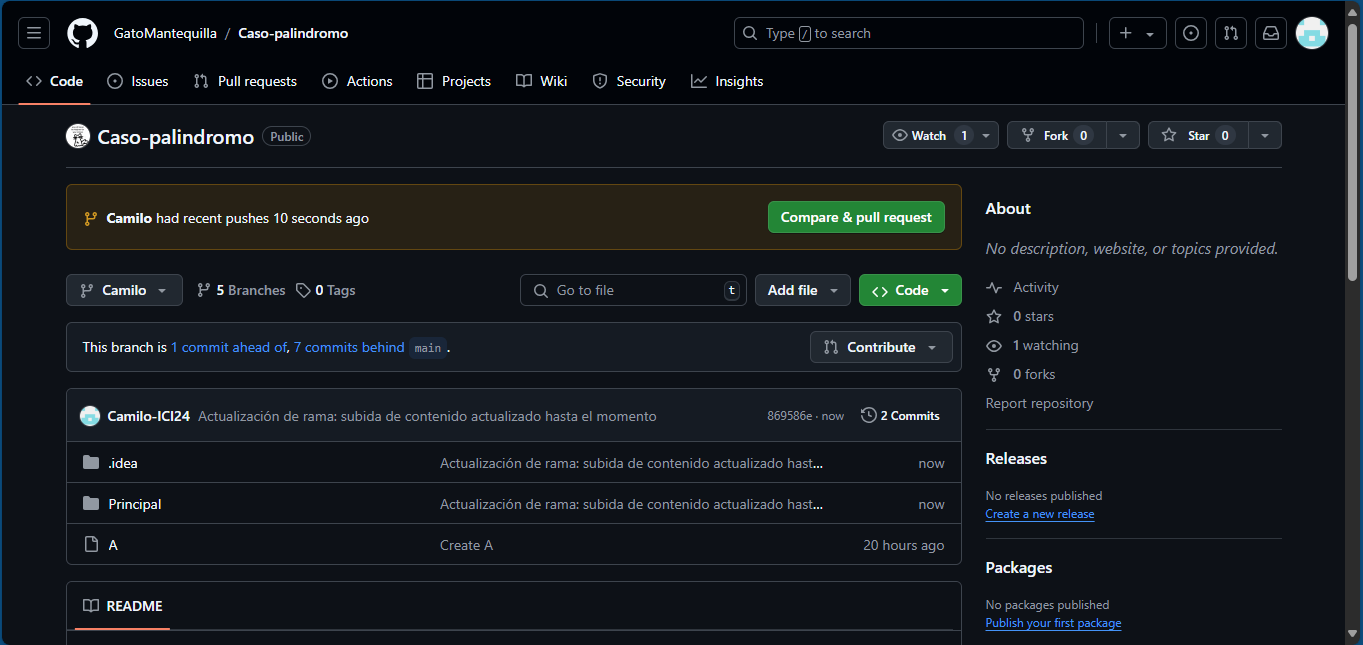 GatoMantequilla / Caso-palindromo
Type / to search
Code Issues Pull requests Actions Projects Wiki Security Insights
Caso-palindromo Public
Watch 1 Fork 0 Star 0
Camilo had recent pushes 10 seconds ago
Compare & pull request
Camilo 5 Branches 0 Tags Go to file t Add file Code
This branch is 1 commit ahead of, 7 commits behind main .
Contribute
Camilo-ICI24 Actualización de rama: subida de contenido actualizado hasta el momento 869586e · now 2 Commits
.idea Actualización de rama: subida de contenido actualizado hast... now
Principal Actualización de rama: subida de contenido actualizado hast... now
A Create A 20 hours ago
README
About
No description, website, or topics provided.
Activity
0 stars
1 watching
0 forks
Report repository
Releases
No releases published
Create a new release
Packages
No packages published
Publish your first package